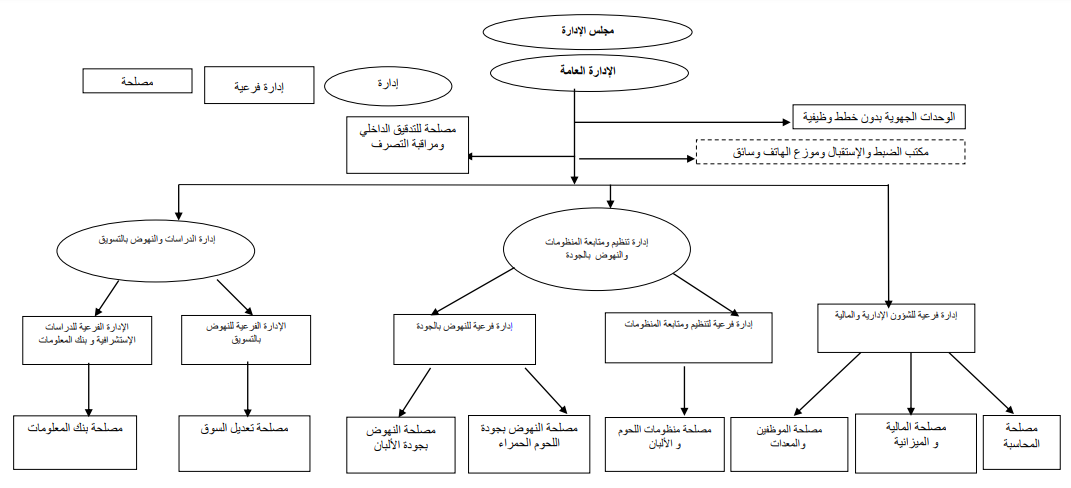 مجلس الإدارة
الإدارة العامة
إدارة
إدارة فرعية
مصلحة
الوحدات الجهوية بدون خطط وظيفية
مصلحة للتدقيق الداخلي
ومراقبة التصرف
مكتب الضبط والإستقبال وموزع الهاتف وسائق
إدارة تنظيم ومتابعة المنظومات
والنهوض بالجودة
إدارة الدراسات والنهوض بالتسويق
إدارة فرعية للشؤون الإدارية والمالية
إدارة فرعية لتنظيم ومتابعة المنظومات
إدارة فرعية للنهوض بالجودة
الإدارة الفرعية للنهوض
بالتسويق
الإدارة الفرعية للدراسات
الإستشرافية و بنك المعلومات
مصلحة
المحاسبة
مصلحة المالية
و الميزانية
مصلحة الموظفين
والمعدات
مصلحة منظومات اللحوم
و الألبان
مصلحة النهوض بجودة
اللحوم الحمراء
مصلحة النهوض
بجودة الألبان
مصلحة تعديل السوق
مصلحة بنك المعلومات